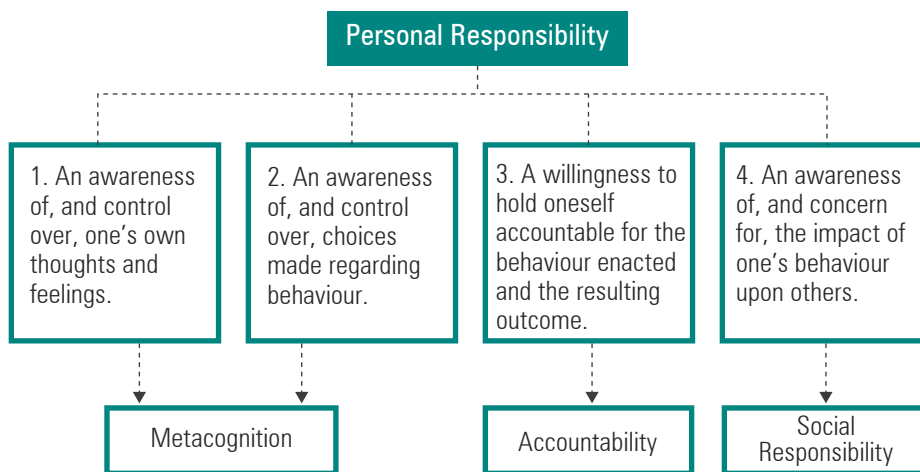 Personal Responsibility
1. An awareness
of, and control
over, one's own
thoughts and
feelings.
2. An awareness
of, and control
over, choices
made regarding
behaviour.
3. A willingness to
hold oneself
accountable for the
behaviour enacted
and the resulting
outcome.
4. An awareness
of, and concern
for, the impact of
one's behaviour
upon others.
Metacognition
Accountability
Social
Responsibility